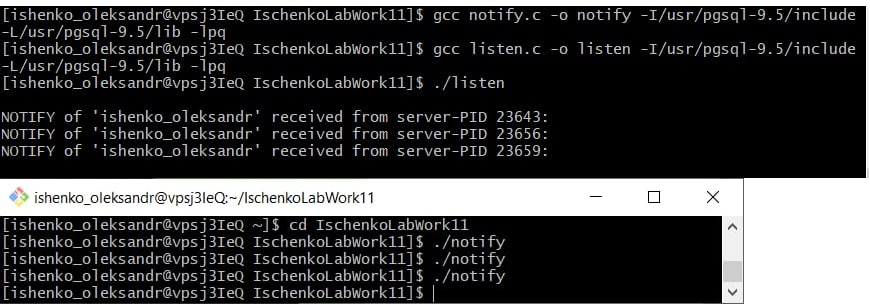 [ishenko_oleksandr@vpsj3IeQ IschenkoLabWork11]$ gcc notify.c -o notify -I/usr/pgsql-9.5/include
-L/usr/pgsql-9.5/lib -lpq
[ishenko_oleksandr@vpsj3IeQ IschenkoLabWork11]$ gcc listen.c -o listen -I/usr/pgsql-9.5/include
-L/usr/pgsql-9.5/lib -lpq
[ishenko_oleksandr@vpsj3IeQ IschenkoLabWork11]$ ./listen
NOTIFY of 'ishenko_oleksandr' received from server-PID 23643:
NOTIFY of 'ishenko_oleksandr' received from server-PID 23656:
NOTIFY of 'ishenko_oleksandr' received from server-PID 23659:
ishenko_oleksandr@vpsj3IeQ:~/IschenkoLabWork11
[ishenko_oleksandr@vpsj3IeQ ~]$ cd IschenkoLabWork11
[ishenko_oleksandr@vpsj3IeQ IschenkoLabWork11]$ ./notify
[ishenko_oleksandr@vpsj3IeQ IschenkoLabWork11]$ ./notify
[ishenko_oleksandr@vpsj3IeQ IschenkoLabWork11]$ ./notify
[ishenko_oleksandr@vpsj3IeQ IschenkoLabWork11]$